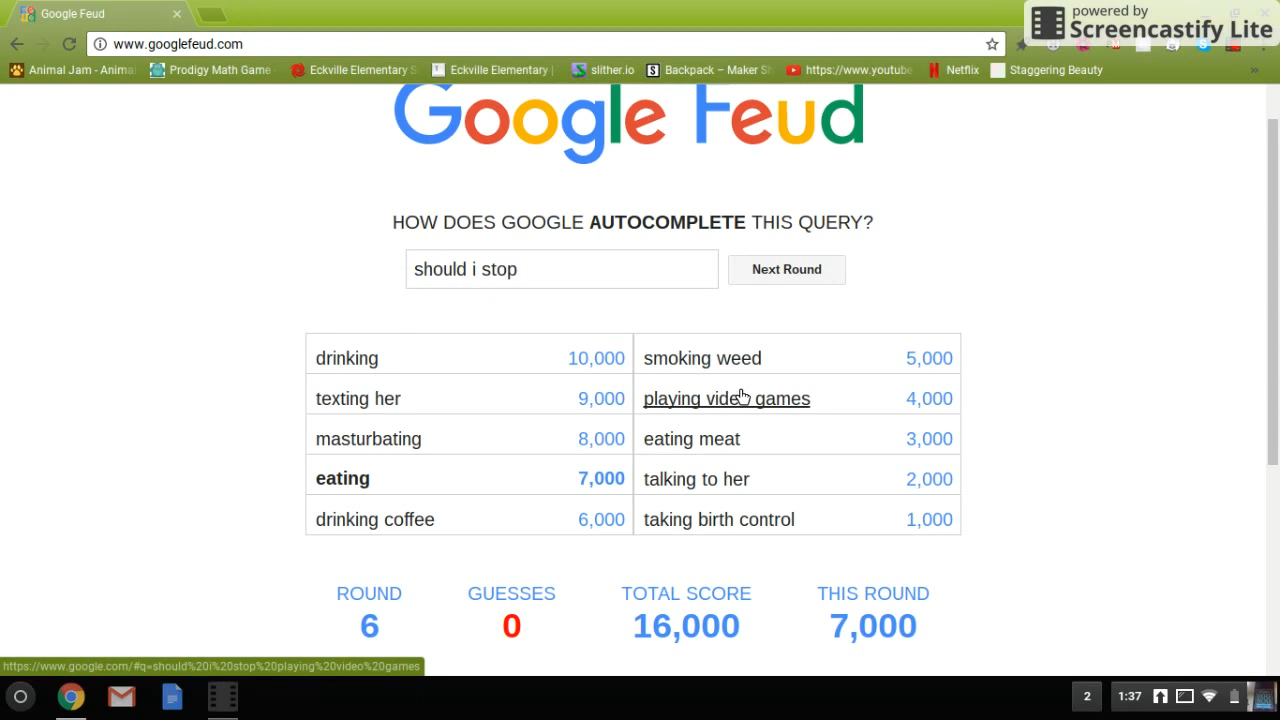 Google Feud
powered by
Screencastify Lite
www.googlefeud.com
Animal Jam - Anima
Prodigy Math Game
Eckville Elementary S
Eckville Elementary |
slither.io
Backpack – Maker S
https://www.youtube
Netflix
Staggering Beauty
»
Google Feud
HOW DOES GOOGLE AUTOCOMPLETE THIS QUERY?
should i stop
Next Round
drinking 10,000 smoking weed 5,000
texting her 9,000 playing video games 4,000
masturbating 8,000 eating meat 3,000
eating 7,000 talking to her 2,000
drinking coffee 6,000 taking birth control 1,000
ROUND GUESSES TOTAL SCORE THIS ROUND
6 0 16,000 7,000
https://www.google.com/#q=should%20i%20stop%20playing%20video%20games
2 1:37